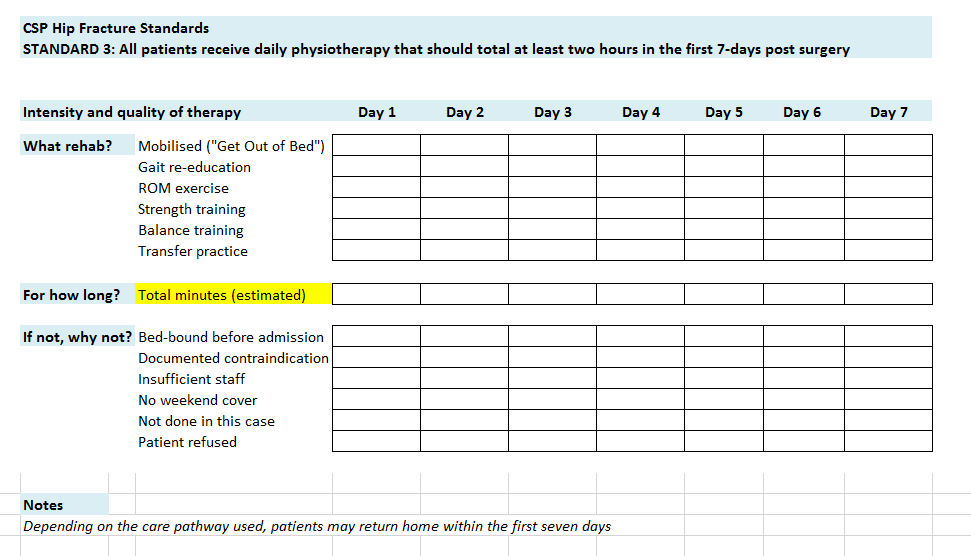 CSP Hip Fracture Standards
STANDARD 3: All patients receive daily physiotherapy that should total at least two hours in the first 7-days post surgery
Intensity and quality of therapy Day 1 Day 2 Day 3 Day 4 Day 5 Day 6 Day 7
What rehab? Mobilised ("Get Out of Bed")
Gait re-education
ROM exercise
Strength training
Balance training
Transfer practice
For how long? Total minutes (estimated)
If not, why not? Bed-bound before admission
Documented contraindication
Insufficient staff
No weekend cover
Not done in this case
Patient refused
Notes
Depending on the care pathway used, patients may return home within the first seven days